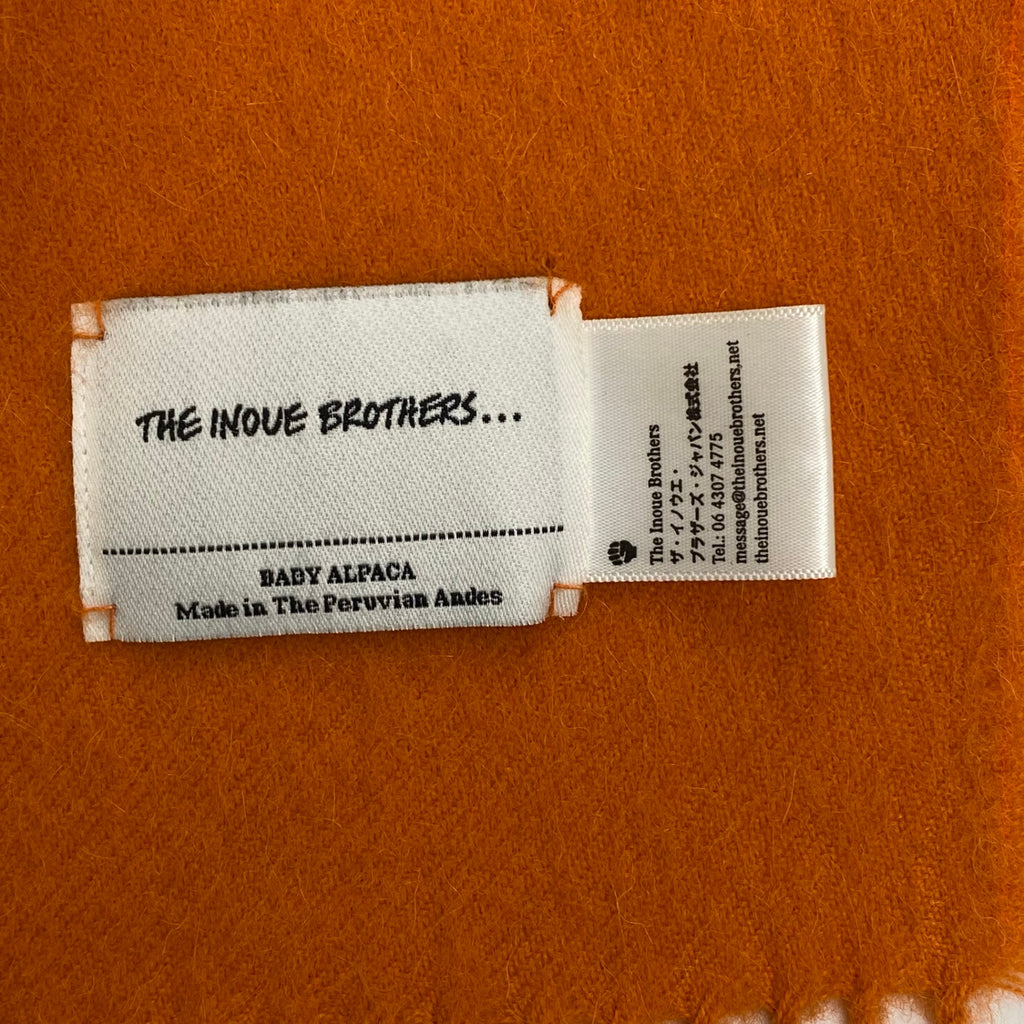 THE INOUE BROTHERS...
BABY ALPACA
Made in The Peruvian Andes
The Inoue Brothers
ザ・イノウエ・
ブラザーズ・ジャパン株式会社
Tel.: 06 4307 4775
message@theinouebrothers.net
theinouebrothers.net